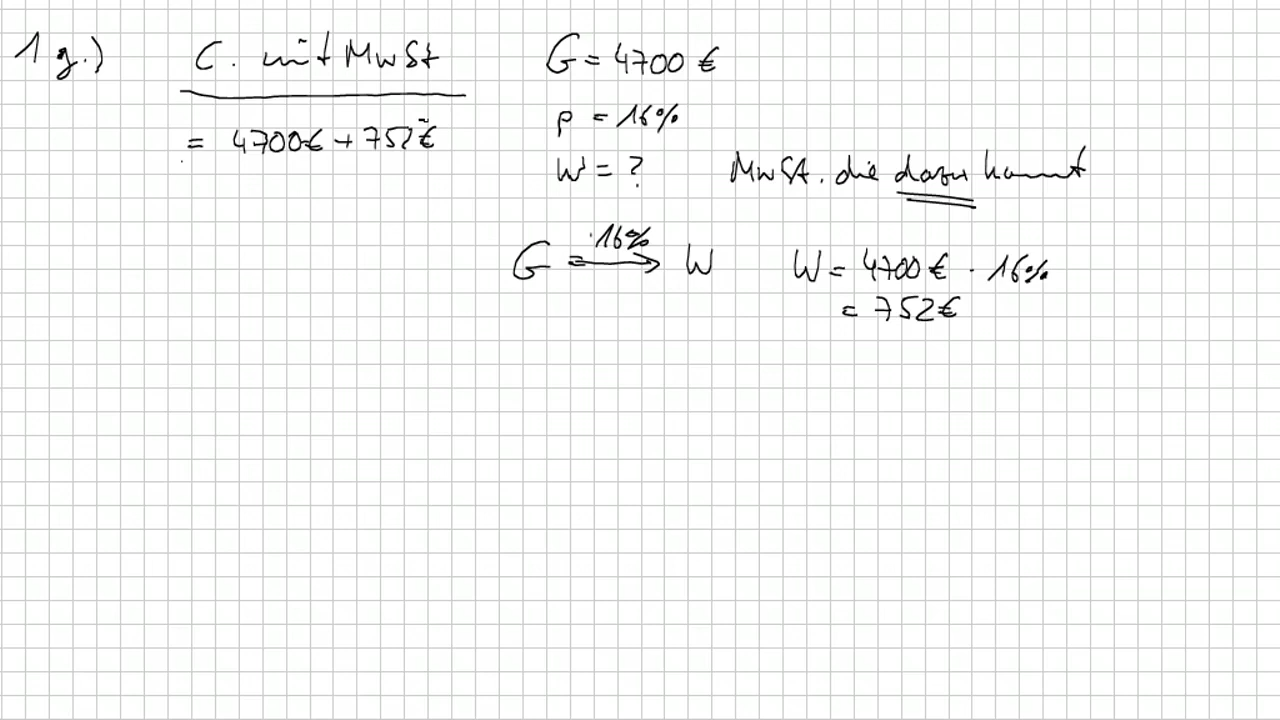 1 g.) C. mit MwSt
= 4700€ + 752€
G = 4700 €
p = 16%
W = ? MwSt. die dazu kommt
G ·16% → W W = 4700 € · 16%
= 752 €